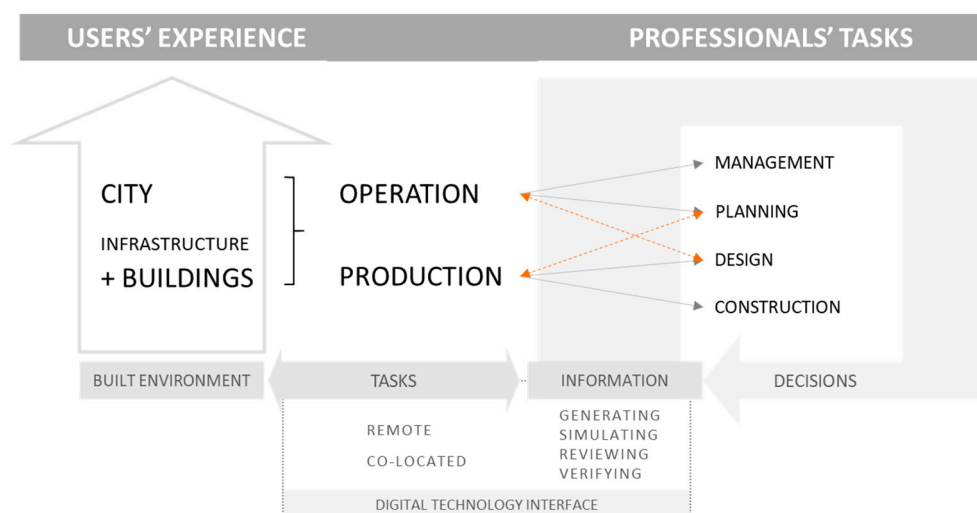 USERS' EXPERIENCE
PROFESSIONALS' TASKS
CITY
INFRASTRUCTURE
+ BUILDINGS
OPERATION
PRODUCTION
MANAGEMENT
PLANNING
DESIGN
CONSTRUCTION
BUILT ENVIRONMENT
TASKS
INFORMATION
DECISIONS
REMOTE
CO-LOCATED
GENERATING
SIMULATING
REVIEWING
VERIFYING
DIGITAL TECHNOLOGY INTERFACE